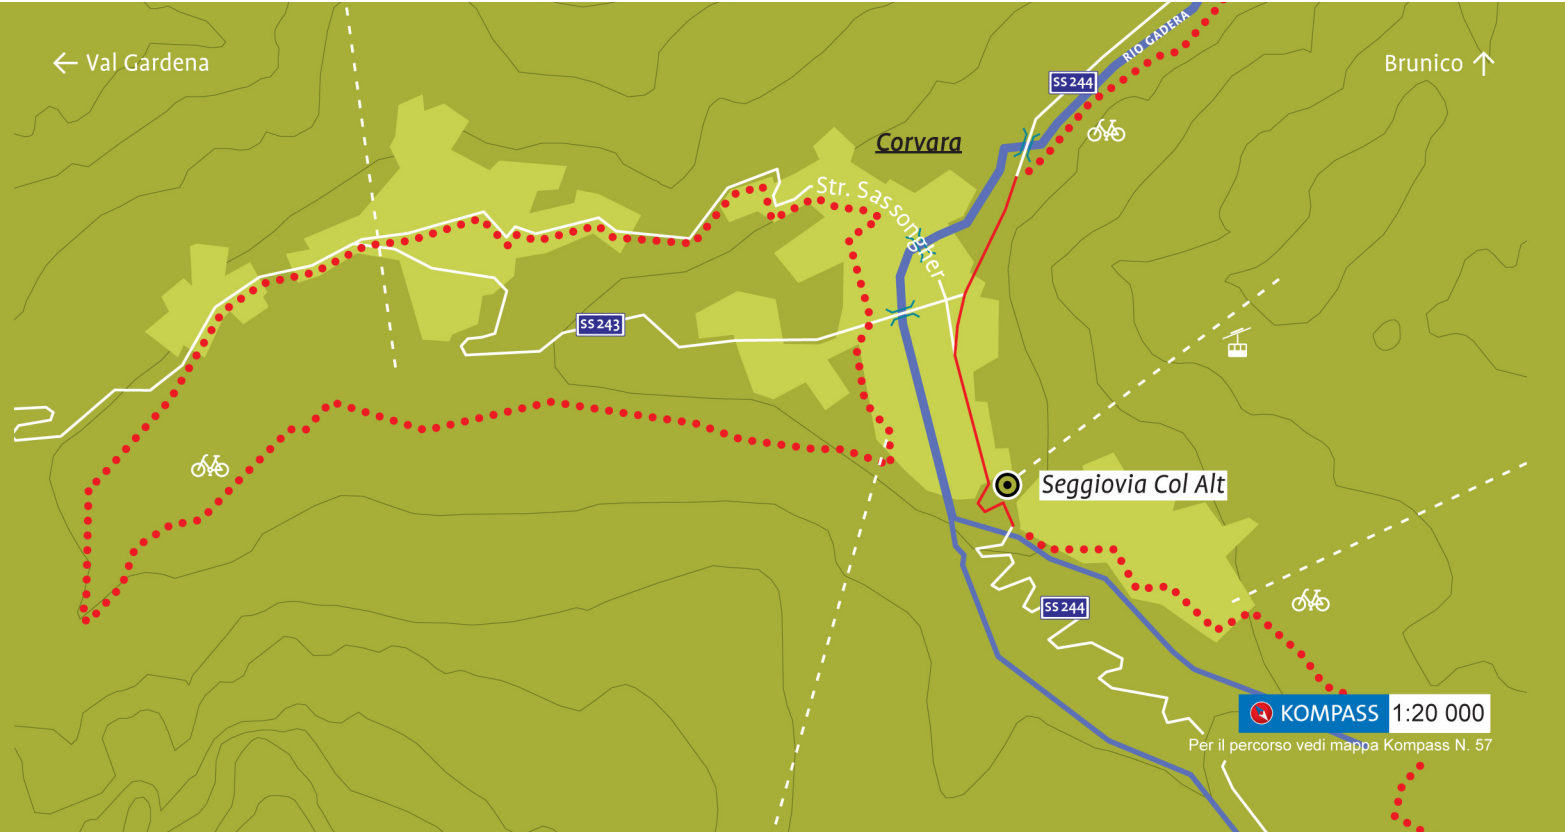 ← Val Gardena
Brunico ↑
RIO GADERA
SS 244
Corvara
Str. Sassongher
SS 243
Seggiovia Col Alt
SS 244
KOMPASS 1:20 000
Per il percorso vedi mappa Kompass N. 57